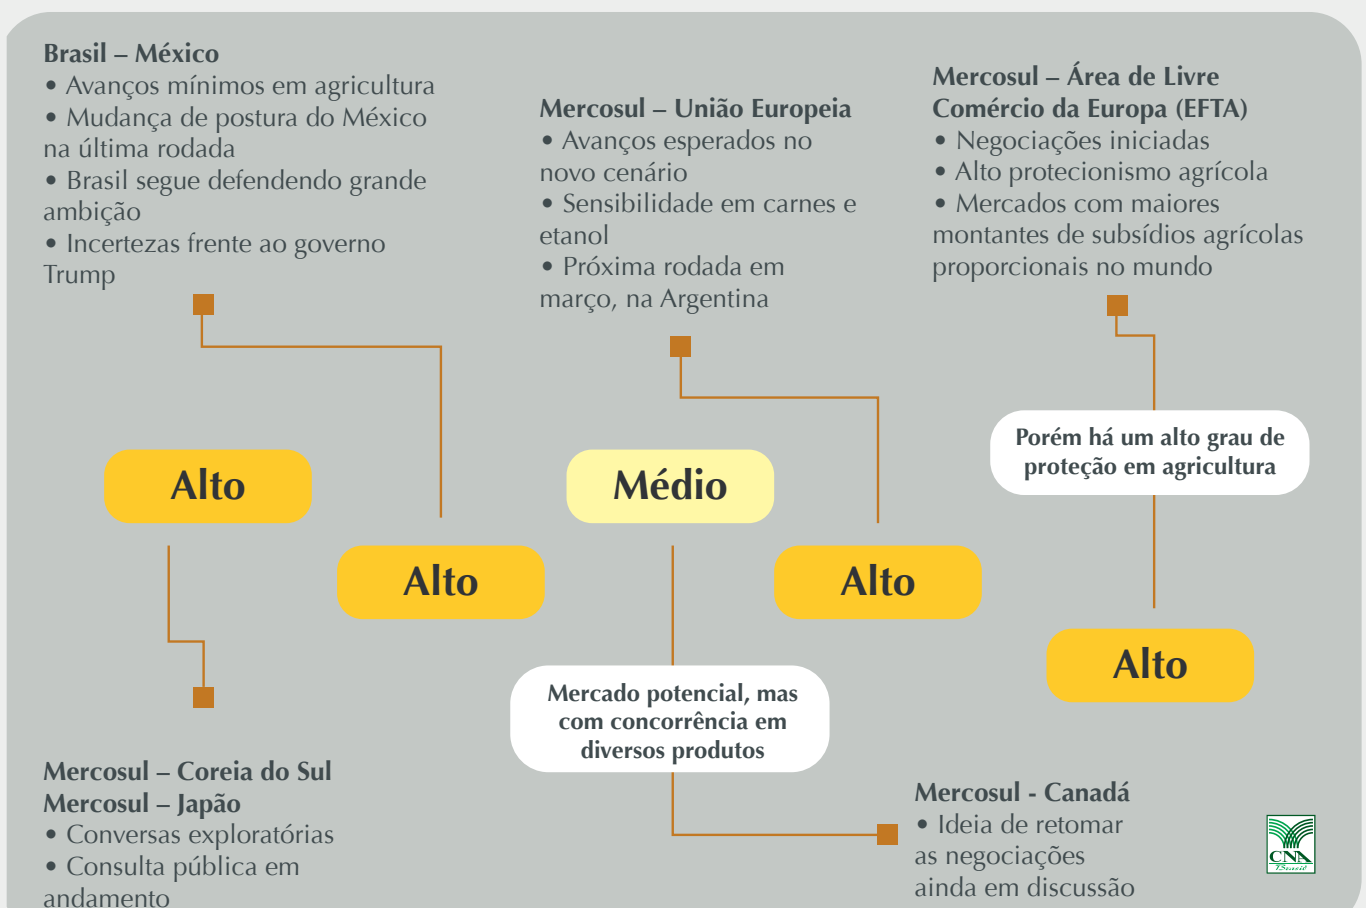 Brasil – México
• Avanços mínimos em agricultura
• Mudança de postura do México
na última rodada
• Brasil segue defendendo grande
ambição
• Incertezas frente ao governo
Trump
Mercosul – União Europeia
• Avanços esperados no
novo cenário
• Sensibilidade em carnes e
etanol
• Próxima rodada em
março, na Argentina
Mercosul – Área de Livre
Comércio da Europa (EFTA)
• Negociações iniciadas
• Alto protecionismo agrícola
• Mercados com maiores
montantes de subsídios agrícolas
proporcionais no mundo
Porém há um alto grau de
proteção em agricultura
Alto
Médio
Alto
Alto
Alto
Mercado potencial, mas
com concorrência em
diversos produtos
Mercosul – Coreia do Sul
Mercosul – Japão
• Conversas exploratórias
• Consulta pública em
andamento
Mercosul - Canadá
• Ideia de retomar
as negociações
ainda em discussão
CNA
Brasil